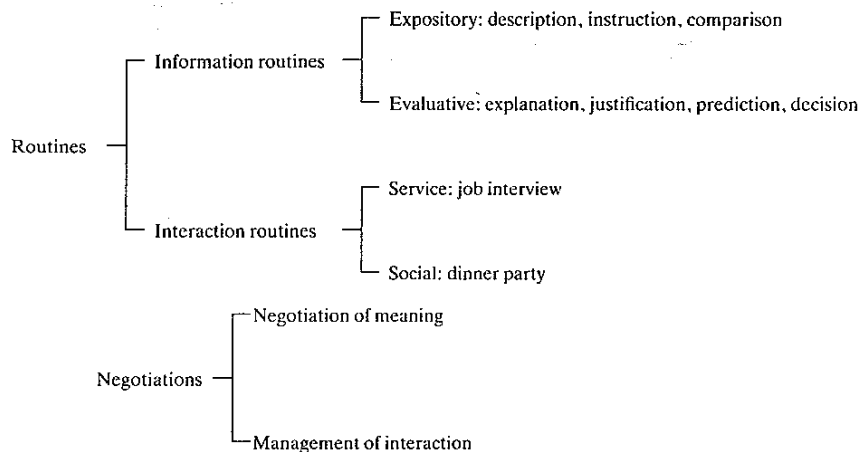 Expository: description, instruction, comparison
Information routines
Evaluative: explanation, justification, prediction, decision
Routines
Service: job interview
Interaction routines
Social: dinner party
Negotiation of meaning
Negotiations
Management of interaction